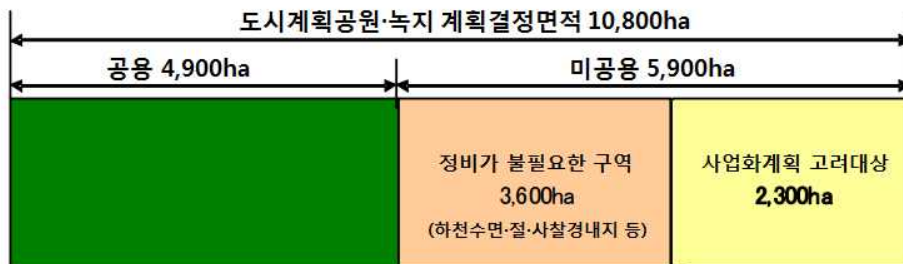 도시계획공원·녹지 계획결정면적 10,800ha
공용 4,900ha
미공용 5,900ha
정비가 불필요한 구역
3,600ha
(하천수면·절·사찰경내지 등)
사업화계획 고려대상
2,300ha